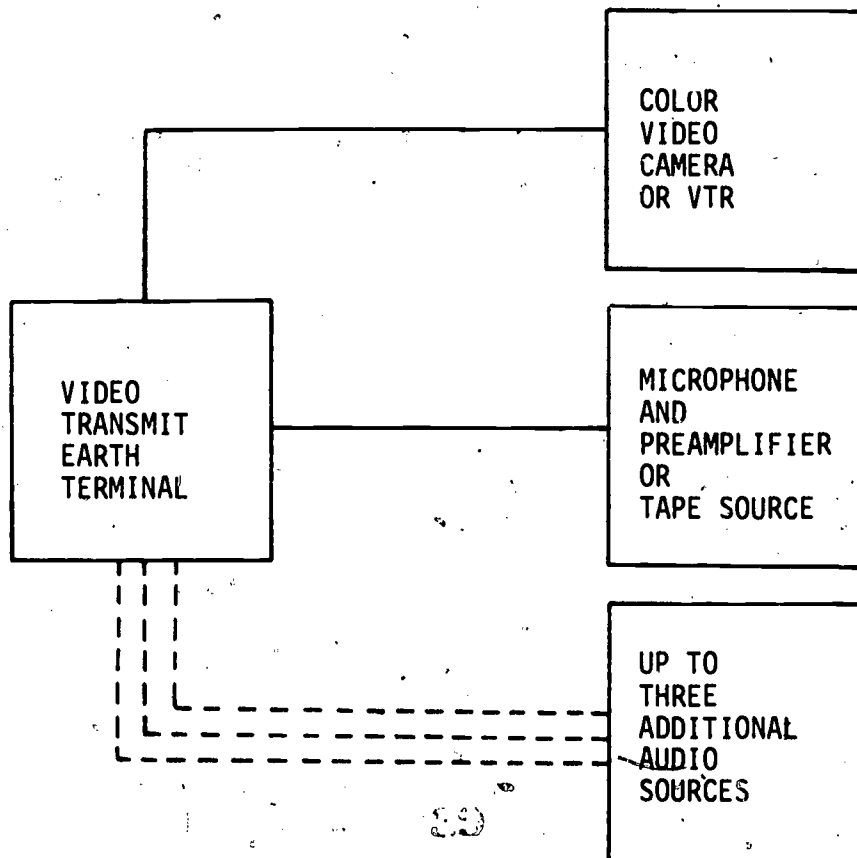 COLOR
VIDEO
CAMERA
OR VTR
VIDEO
TRANSMIT
EARTH
TERMINAL
MICROPHONE
AND
PREAMPLIFIER
OR
TAPE SOURCE
UP TO
THREE
ADDITIONAL
AUDIO
SOURCES